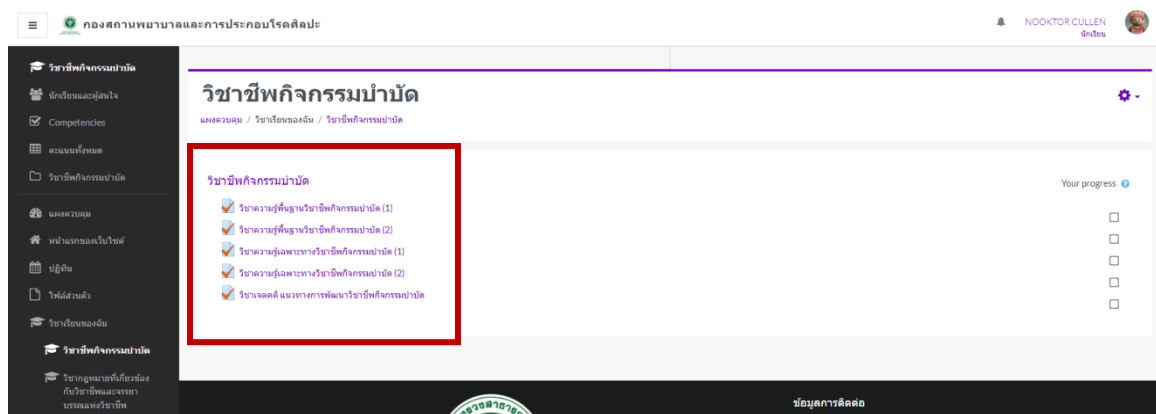 กองสถานพยาบาลและการประกอบโรคศิลปะ
NOOKTOR CULLEN
นักเรียน
วิชาชีพกิจกรรมบำบัด
นักเรียนและผู้สนใจ
Competencies
คะแนนทั้งหมด
วิชาชีพกิจกรรมบำบัด
แผงควบคุม
หน้าแรกของเว็บไซต์
ปฏิทิน
ไฟล์ส่วนตัว
วิชาเรียนของฉัน
วิชาชีพกิจกรรมบำบัด
วิชากฎหมายที่เกี่ยวข้อง
กับวิชาชีพและจรรยา
บรรณแห่งวิชาชีพ
วิชาชีพกิจกรรมบำบัด
แผงควบคุม / วิชาเรียนของฉัน / วิชาชีพกิจกรรมบำบัด
วิชาชีพกิจกรรมบำบัด
Your progress
วิชาความรู้พื้นฐานวิชาชีพกิจกรรมบำบัด (1)
วิชาความรู้พื้นฐานวิชาชีพกิจกรรมบำบัด (2)
วิชาความรู้เฉพาะทางวิชาชีพกิจกรรมบำบัด (1)
วิชาความรู้เฉพาะทางวิชาชีพกิจกรรมบำบัด (2)
วิชาเจตคติ แนวทางการพัฒนาวิชาชีพกิจกรรมบำบัด
ข้อมูลการติดต่อ